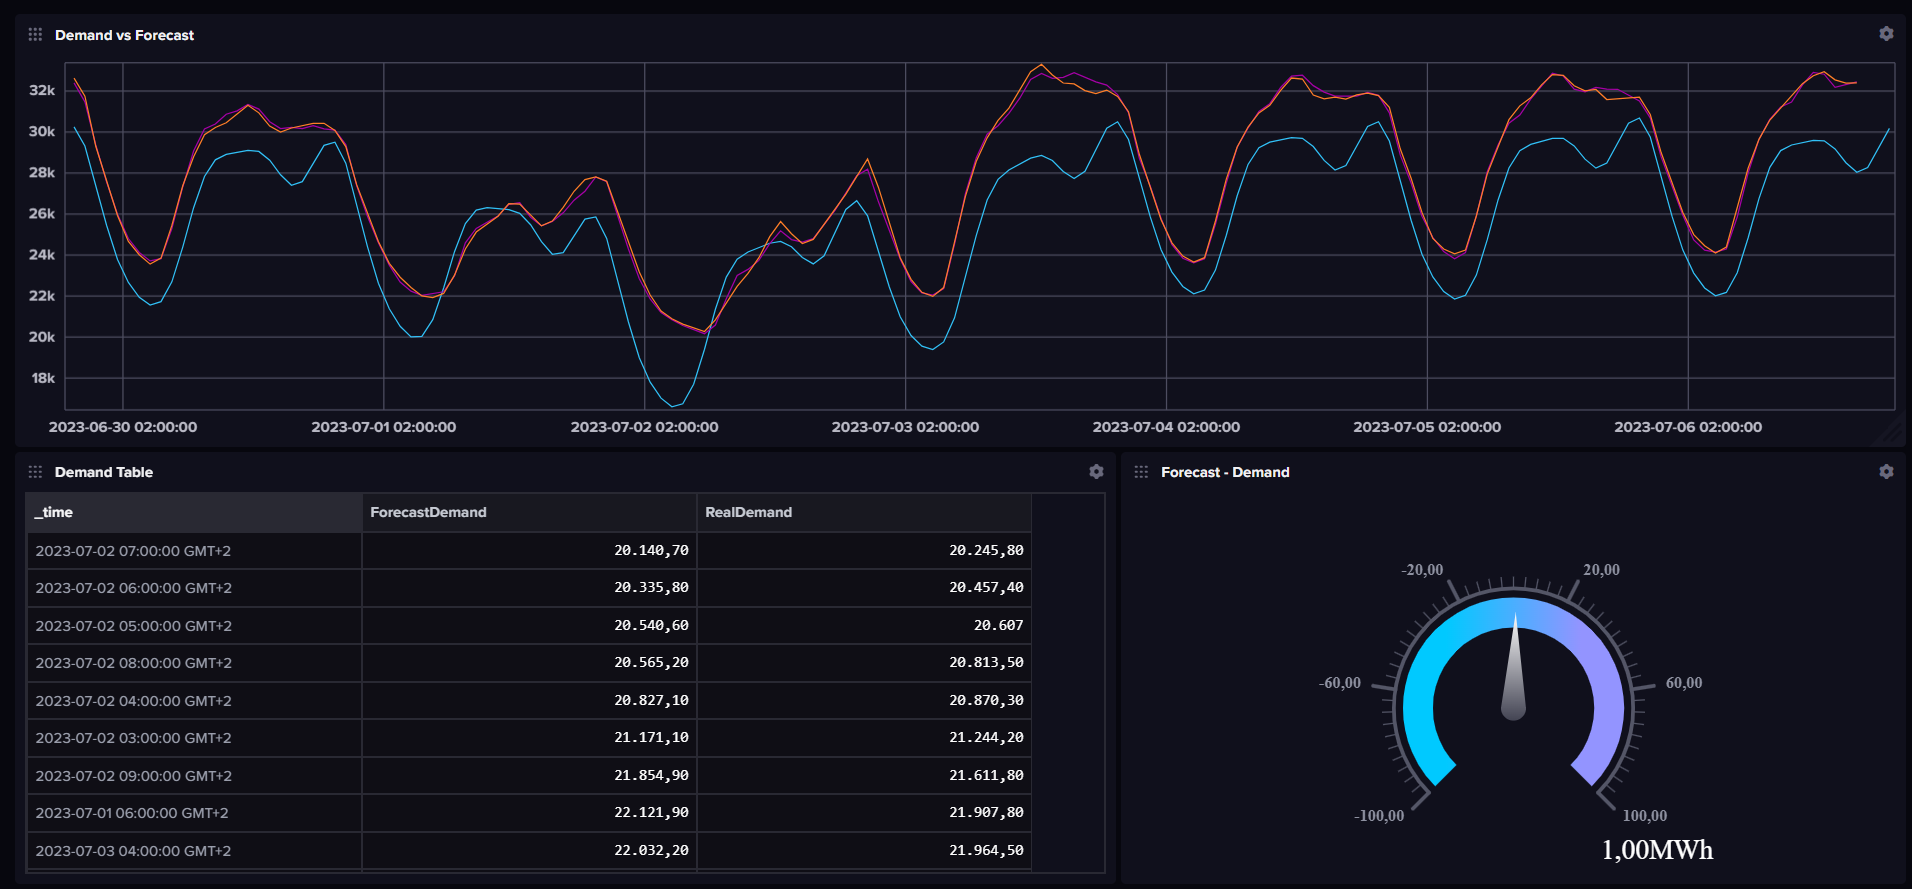 Demand vs Forecast
32k
30k
28k
26k
24k
22k
20k
18k
2023-06-30 02:00:00 2023-07-01 02:00:00 2023-07-02 02:00:00 2023-07-03 02:00:00 2023-07-04 02:00:00 2023-07-05 02:00:00 2023-07-06 02:00:00
Demand Table
_time ForecastDemand RealDemand
2023-07-02 07:00:00 GMT+2 20.140,70 20.245,80
2023-07-02 06:00:00 GMT+2 20.335,80 20.457,40
2023-07-02 05:00:00 GMT+2 20.540,60 20.607
2023-07-02 08:00:00 GMT+2 20.565,20 20.813,50
2023-07-02 04:00:00 GMT+2 20.827,10 20.870,30
2023-07-02 03:00:00 GMT+2 21.171,10 21.244,20
2023-07-02 09:00:00 GMT+2 21.854,90 21.611,80
2023-07-01 06:00:00 GMT+2 22.121,90 21.907,80
2023-07-03 04:00:00 GMT+2 22.032,20 21.964,50
Forecast - Demand
-20,00 20,00
-60,00 60,00
-100,00 100,00
1,00MWh